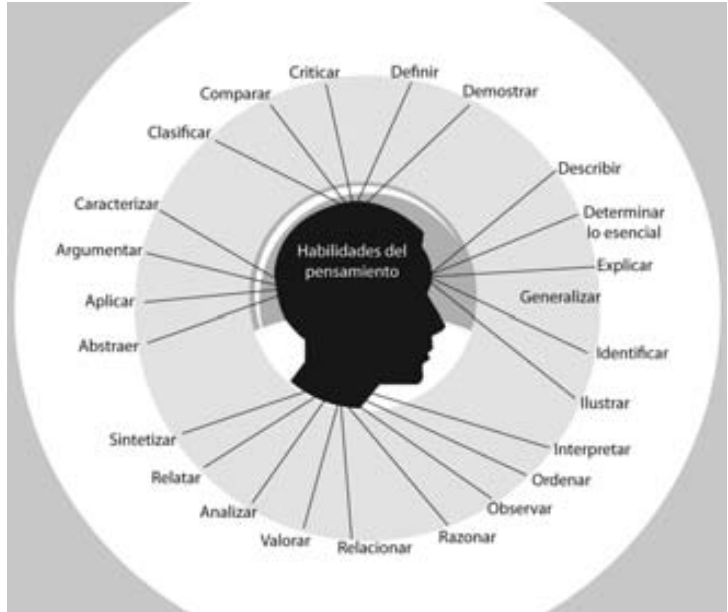 Criticar
Definir
Comparar
Demostrar
Clasificar
Describir
Caracterizar
Determinar
lo esencial
Argumentar
Habilidades del
pensamiento
Explicar
Aplicar
Generalizar
Abstraer
Identificar
Ilustrar
Sintetizar
Interpretar
Relatar
Ordenar
Analizar
Observar
Valorar
Relacionar
Razonar